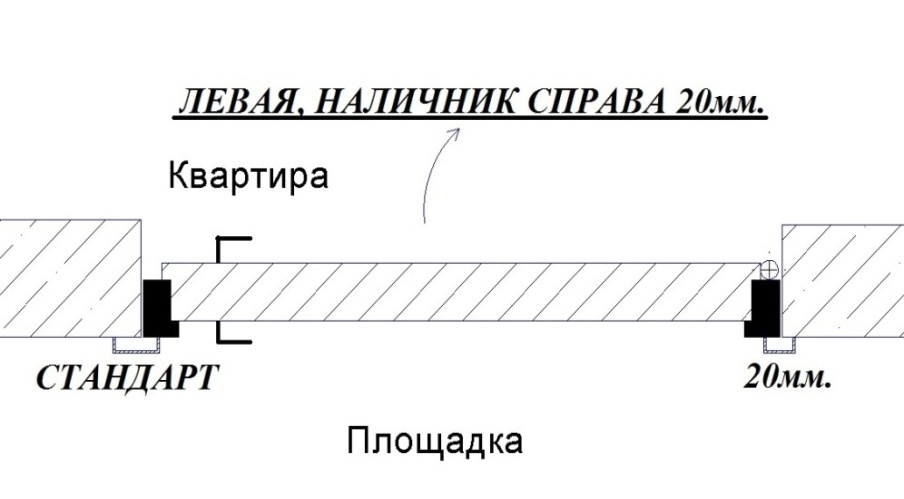 ЛЕВАЯ, НАЛИЧНИК СПРАВА 20мм.
Квартира
СТАНДАРТ
20мм.
Площадка